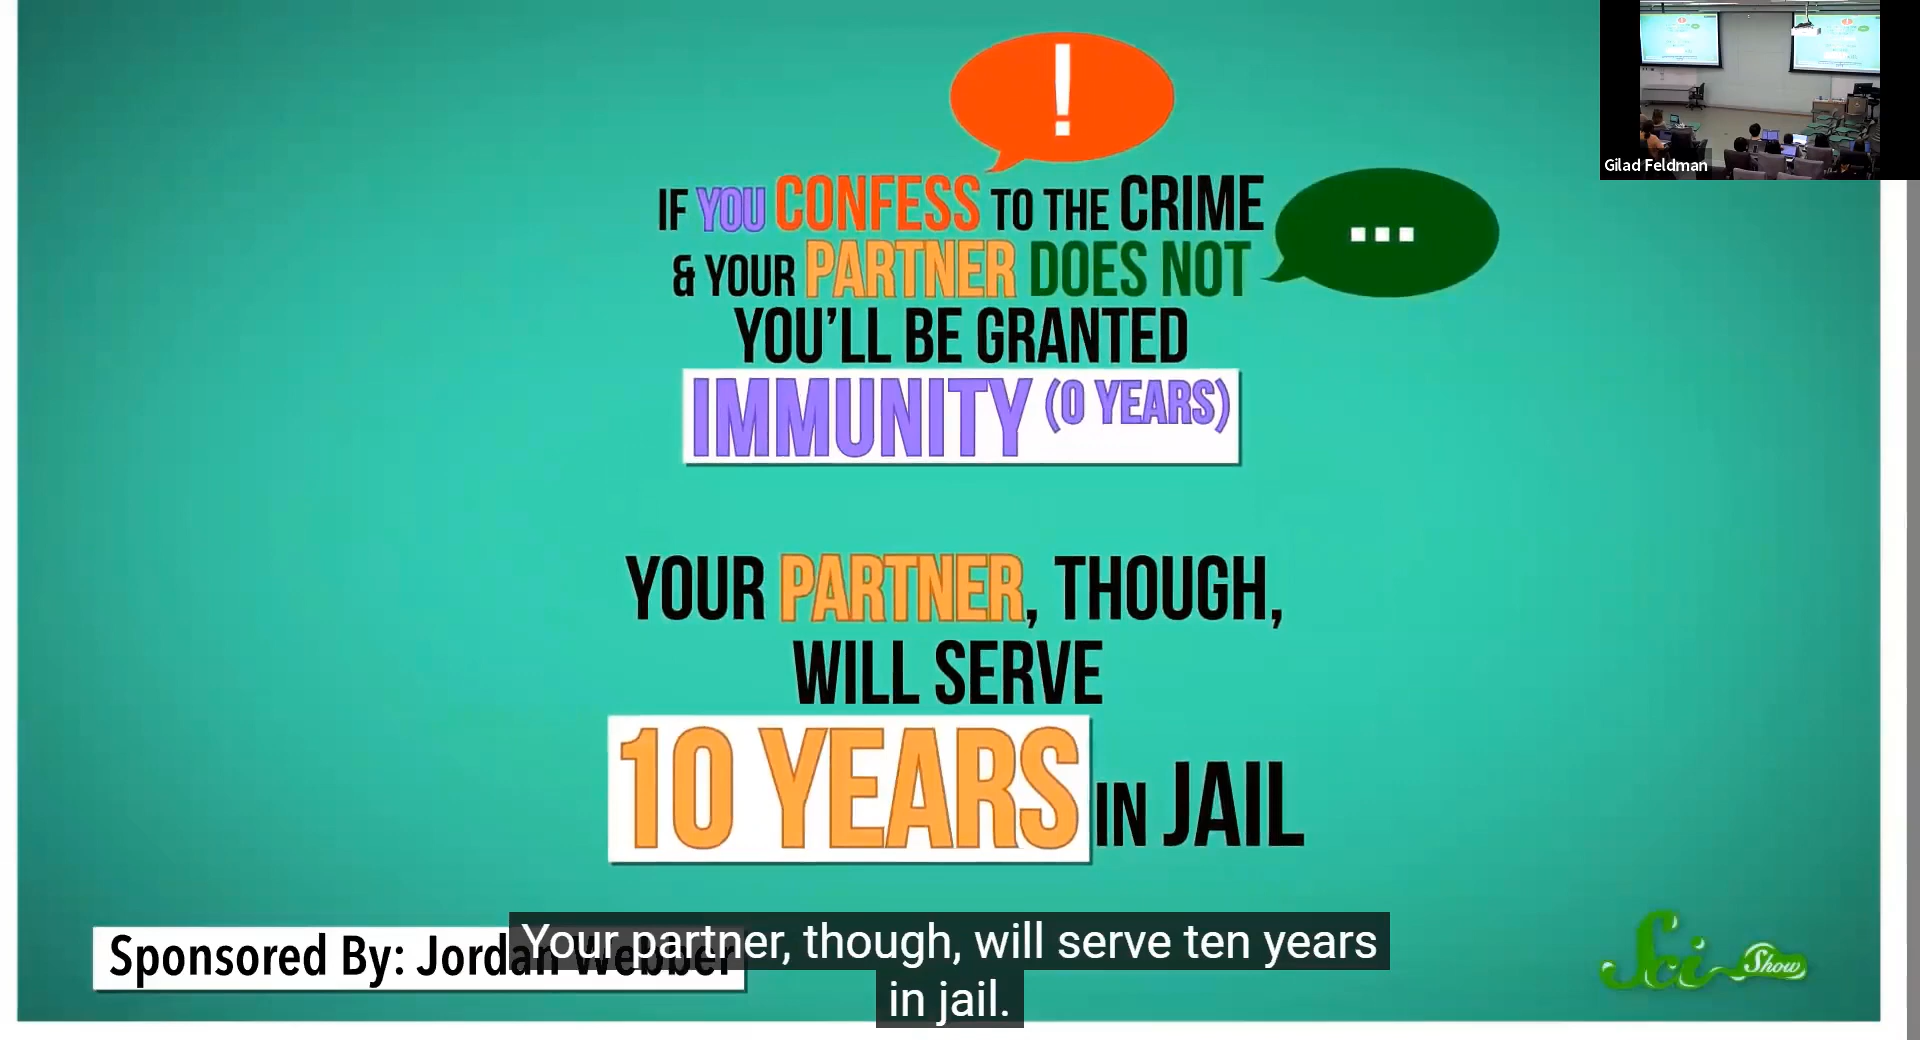 !
IF YOU CONFESS TO THE CRIME
& YOUR PARTNER DOES NOT
...
YOU'LL BE GRANTED
IMMUNITY (0 YEARS)
YOUR PARTNER, THOUGH,
WILL SERVE
10 YEARS IN JAIL
Sponsored By: Jordan Webber
Your partner, though, will serve ten years
in jail.
Sci Show
Gilad Feldman